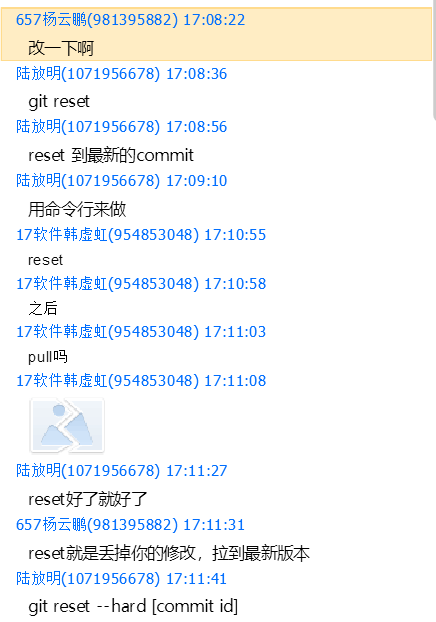 657杨云鹏(981395882) 17:08:22
改一下啊
陆放明(1071956678) 17:08:36
git reset
陆放明(1071956678) 17:08:56
reset 到最新的commit
陆放明(1071956678) 17:09:10
用命令行来做
17软件韩虚虹(954853048) 17:10:55
reset
17软件韩虚虹(954853048) 17:10:58
之后
17软件韩虚虹(954853048) 17:11:03
pull吗
17软件韩虚虹(954853048) 17:11:08
陆放明(1071956678) 17:11:27
reset好了就好了
657杨云鹏(981395882) 17:11:31
reset就是丢掉你的修改，拉到最新版本
陆放明(1071956678) 17:11:41
git reset --hard [commit id]